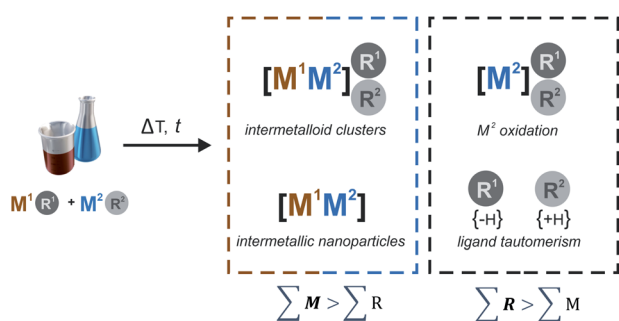 ΔT, t
M¹ R¹ + M² R²
[M¹M²] R¹ R²
intermetalloid clusters
[M¹M²]
intermetallic nanoparticles
∑ M > ∑ R
[M²] R¹ R²
M² oxidation
R¹ R²
{-H} {+H}
ligand tautomerism
∑ R > ∑ M